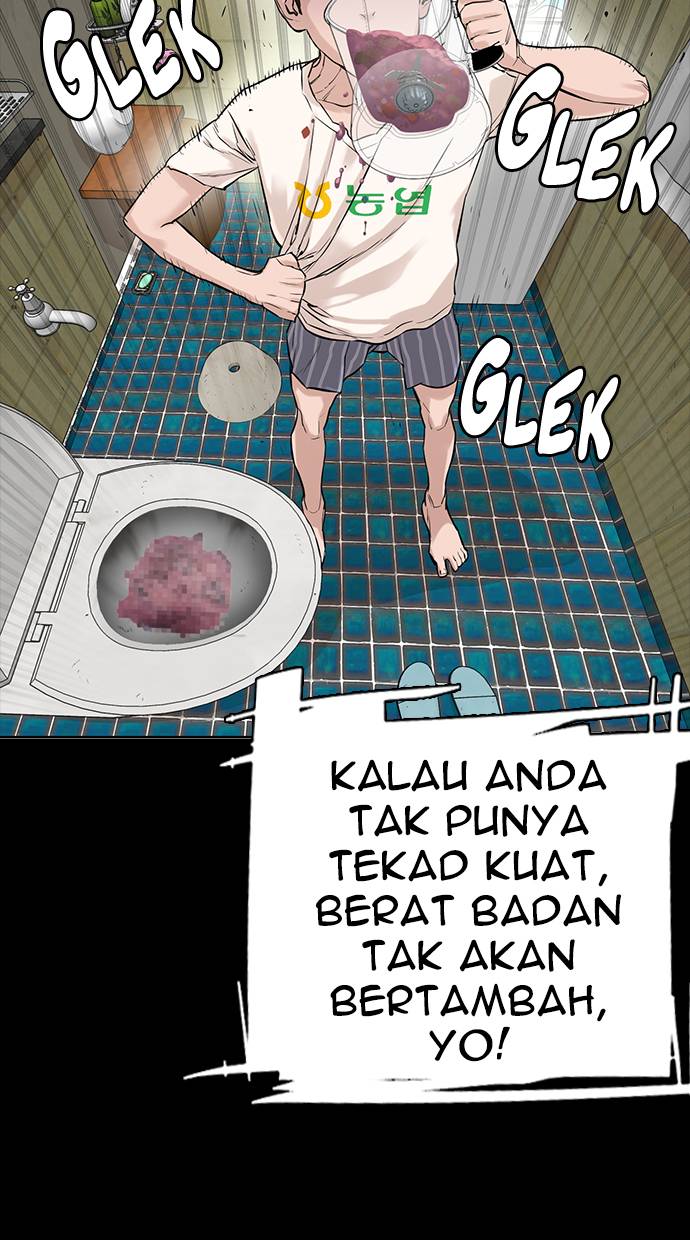 GLEK
GLEK
농협
GLEK
KALAU ANDA
TAK PUNYA
TEKAD KUAT,
BERAT BADAN
TAK AKAN
BERTAMBAH,
YO!